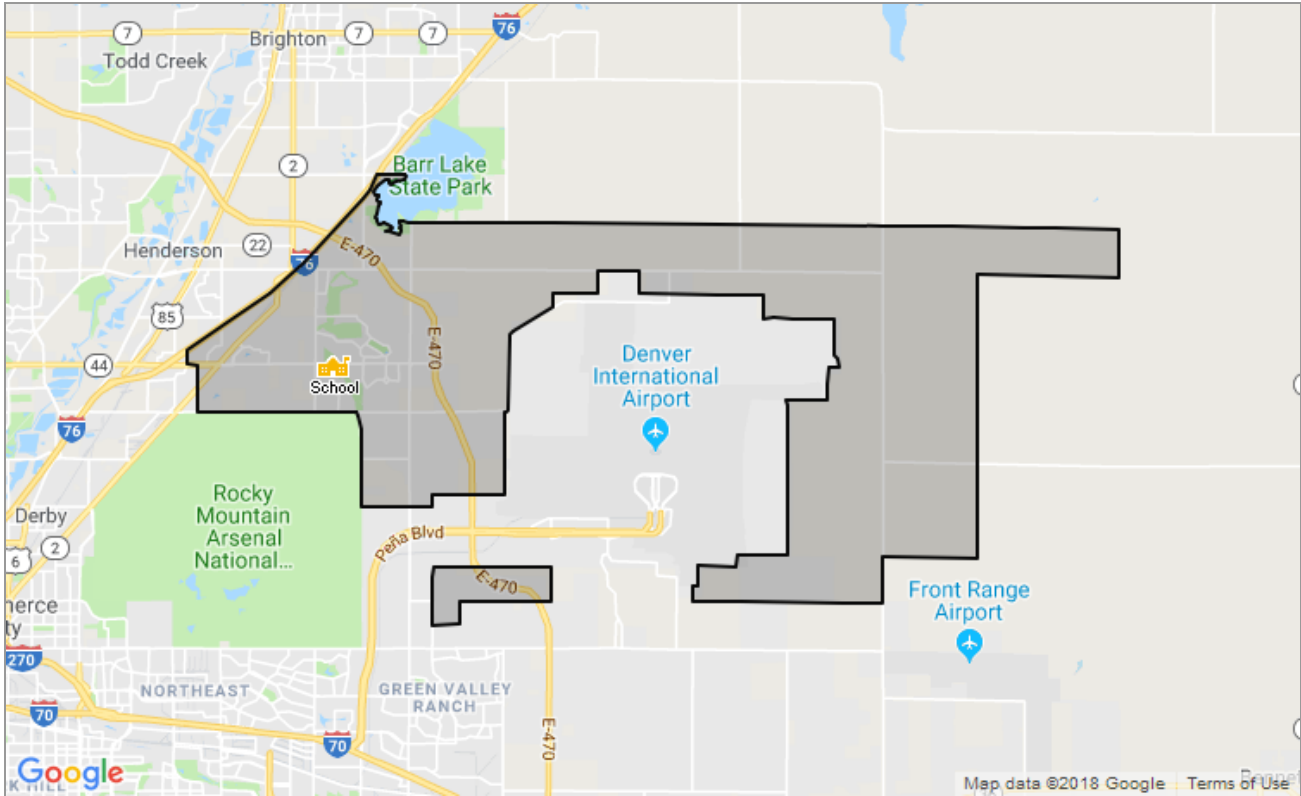 7
Brighton
7
7
76
Todd Creek
2
Barr Lake
State Park
Henderson
22
E-470
76
85
E-470
44
School
Denver
International
Airport
76
Rocky
Mountain
Arsenal
National...
Derby
2
6
Peña Blvd
E-470
Front Range
Airport
merce
ty
270
NORTHEAST
GREEN VALLEY
RANCH
70
70
E-470
Google
Map data ©2018 Google
Terms of Use